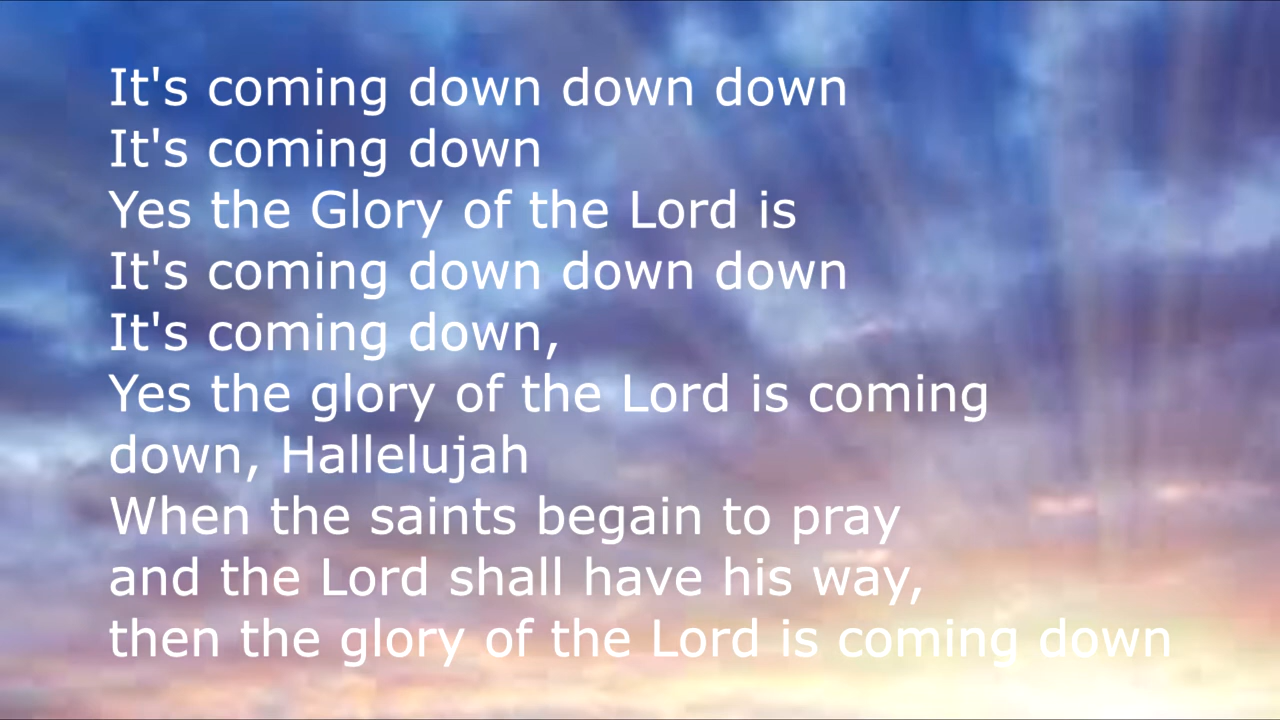 It's coming down down down
It's coming down
Yes the Glory of the Lord is
It's coming down down down
It's coming down,
Yes the glory of the Lord is coming
down, Hallelujah
When the saints begain to pray
and the Lord shall have his way,
then the glory of the Lord is coming down